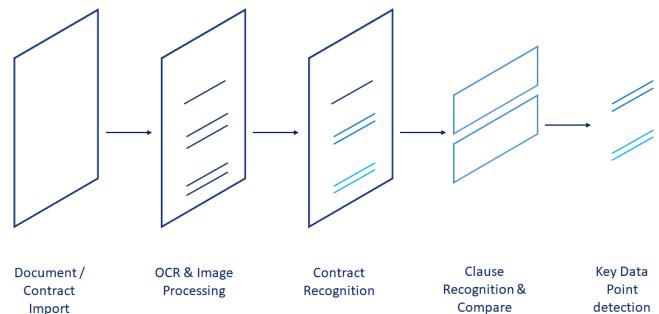 Document /
Contract
Import
OCR & Image
Processing
Contract
Recognition
Clause
Recognition &
Compare
Key Data
Point
detection